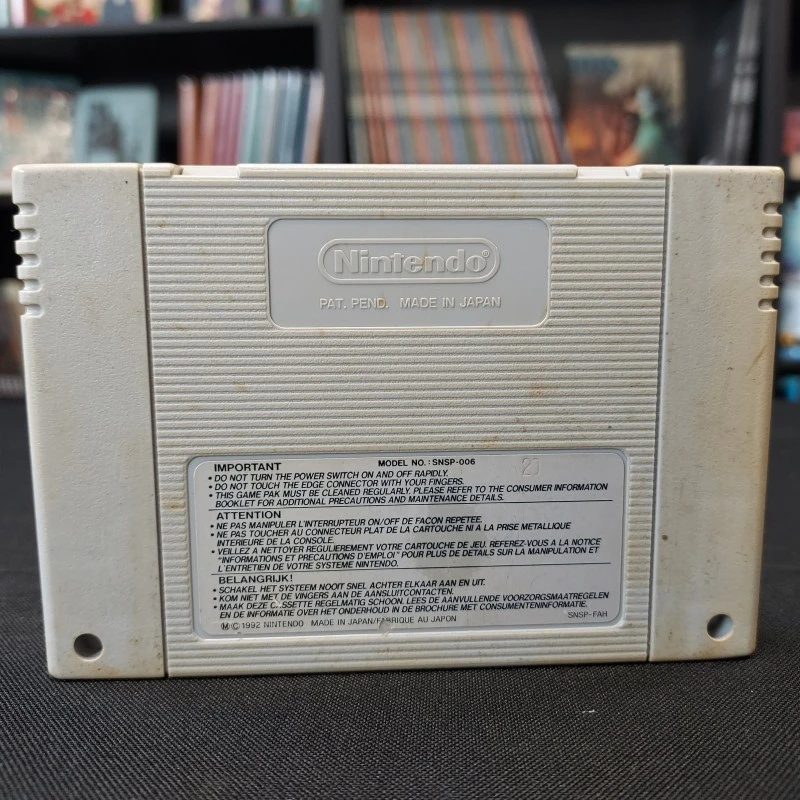 Nintendo®
PAT. PEND. MADE IN JAPAN
IMPORTANT MODEL NO.: SNSP-006 20
• DO NOT TURN THE POWER SWITCH ON AND OFF RAPIDLY.
• DO NOT TOUCH THE EDGE CONNECTOR WITH YOUR FINGERS.
• THIS GAME PAK MUST BE CLEANED REGULARLY. PLEASE REFER TO THE CONSUMER INFORMATION
BOOKLET FOR ADDITIONAL PRECAUTIONS AND MAINTENANCE DETAILS.
ATTENTION
• NE PAS MANIPULER L'INTERRUPTEUR ON/OFF DE FACON REPETEE.
• NE PAS TOUCHER AU CONNECTEUR PLAT DE LA CARTOUCHE NI A LA PRISE METALLIQUE
INTERIEURE DE LA CONSOLE.
• VEILLEZ A NETTOYER REGULIEREMENT VOTRE CARTOUCHE DE JEU. REFEREZ-VOUS A LA NOTICE
"INFORMATIONS ET PRECAUTIONS D'EMPLOI" POUR PLUS DE DETAILS SUR LA MANIPULATION ET
L'ENTRETIEN DE VOTRE SYSTEME NINTENDO.
BELANGRIJK!
• SCHAKEL HET SYSTEEM NOOIT SNEL ACHTER ELKAAR AAN EN UIT.
• KOM NIET MET DE VINGERS AAN DE AANSLUITCONTACTEN.
• MAAK DEZE C SSETTE REGELMATIG SCHOON. LEES DE AANVULLENDE VOORZORGSMAATREGELEN
EN DE INFORMATIE OVER HET ONDERHOUD IN DE BROCHURE MET CONSUMENTENINFORMATIE.
Ⓜ © 1992 NINTENDO MADE IN JAPAN/FABRIQUE AU JAPON SNSP-FAH